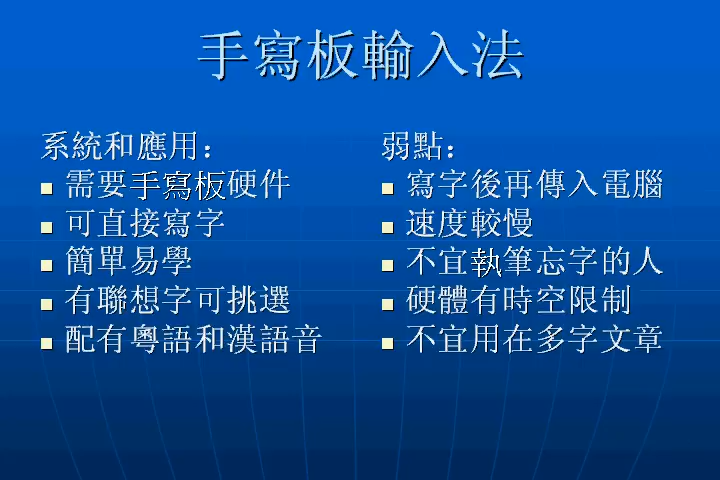 手寫板輸入法
系統和應用：
需要手寫板硬件
可直接寫字
簡單易學
有聯想字可挑選
配有粵語和漢語音
弱點：
寫字後再傳入電腦
速度較慢
不宜執筆忘字的人
硬體有時空限制
不宜用在多字文章